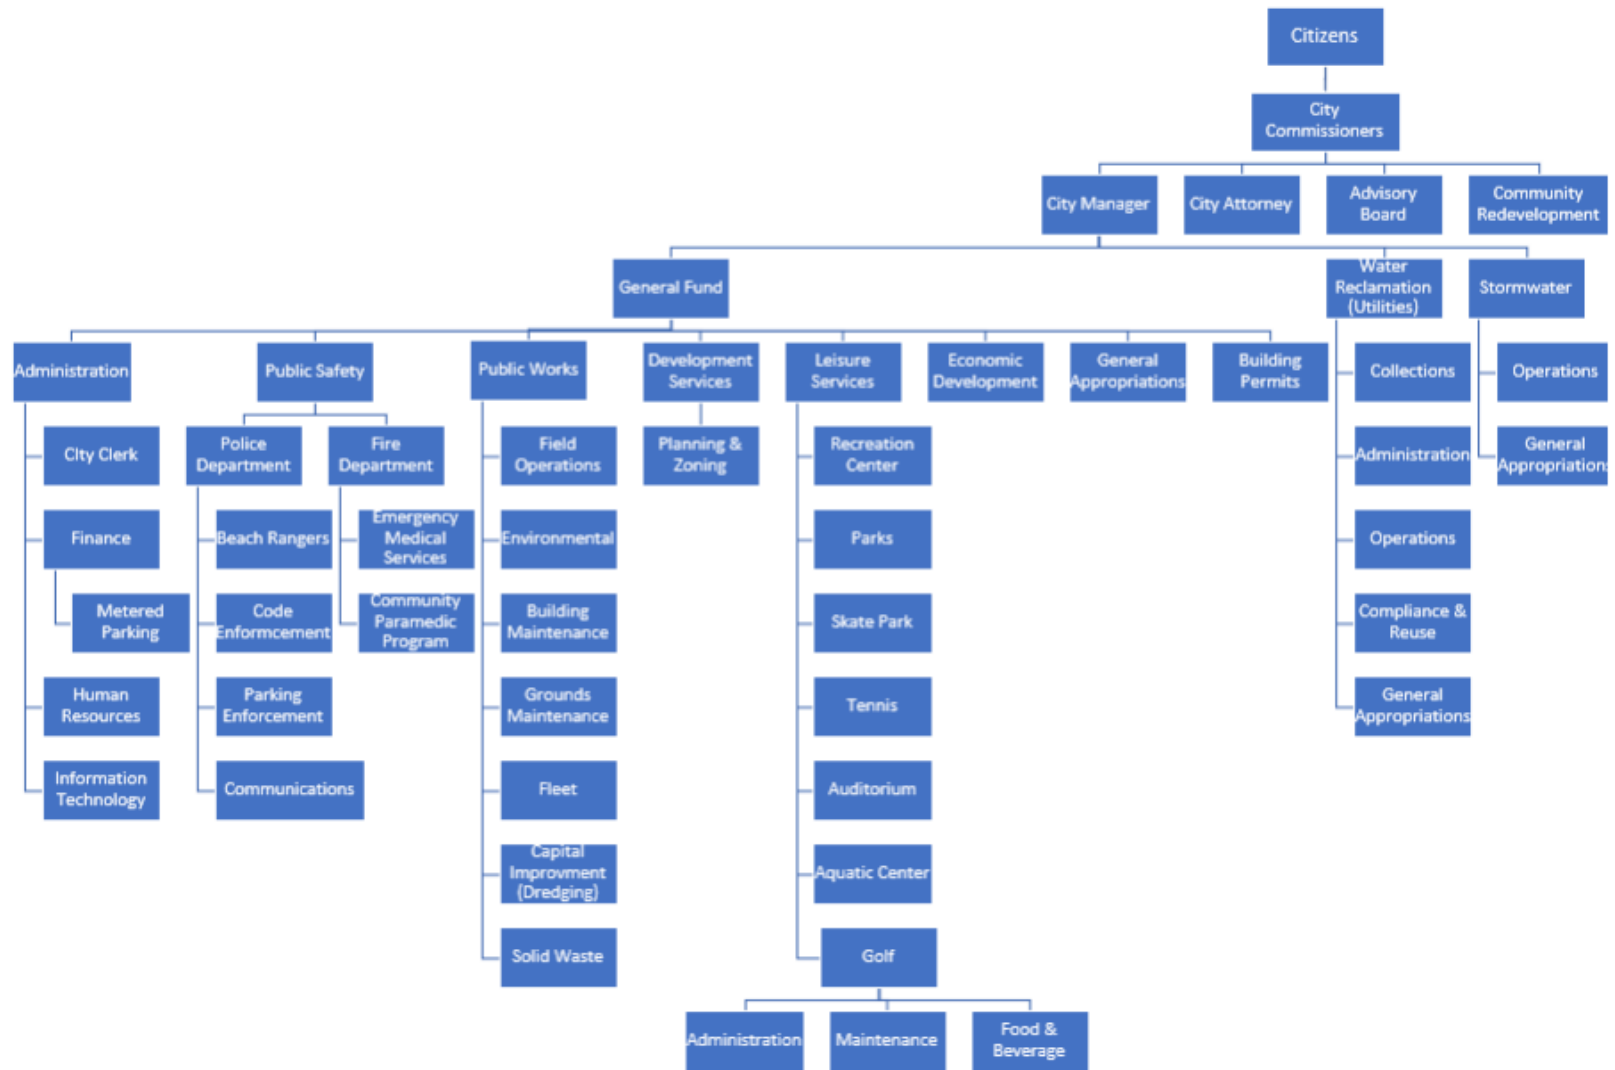 Citizens
City
Commissioners
City Manager
City Attorney
Advisory
Board
Community
Redevelopment
General Fund
Water
Reclamation
(Utilities)
Stormwater
Administration
Public Safety
Public Works
Development
Services
Leisure
Services
Economic
Development
General
Appropriations
Building
Permits
Collections
Operations
CIty Clerk
Police
Department
Fire
Department
Field
Operations
Planning &
Zoning
Recreation
Center
Administration
General
Appropriations
Finance
Beach Rangers
Emergency
Medical
Services
Environmental
Parks
Operations
Metered
Parking
Code
Enformcement
Community
Paramedic
Program
Building
Maintenance
Skate Park
Compliance &
Reuse
Human
Resources
Parking
Enforcement
Grounds
Maintenance
Tennis
General
Appropriations
Information
Technology
Communications
Fleet
Auditorium
Capital
Improvment
(Dredging)
Aquatic Center
Solid Waste
Golf
Administration
Maintenance
Food &
Beverage